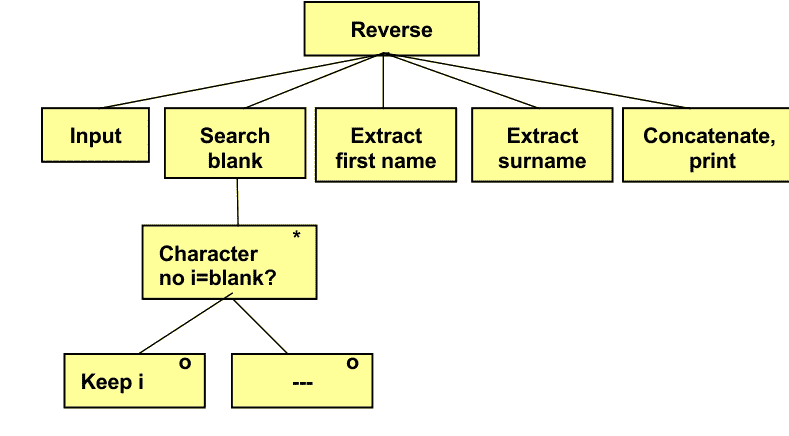 Reverse
Input
Search
blank
Extract
first name
Extract
surname
Concatenate,
print
*
Character
no i=blank?
o
Keep i
o
---